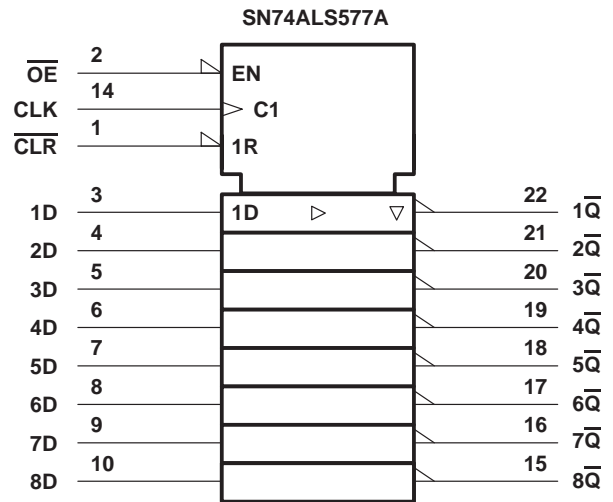 SN74ALS577A
O̅E̅ 2 EN
CLK 14 C1
C̅L̅R̅ 1 1R
1D 3 1D 22 1Q̅
2D 4 21 2Q̅
3D 5 20 3Q̅
4D 6 19 4Q̅
5D 7 18 5Q̅
6D 8 17 6Q̅
7D 9 16 7Q̅
8D 10 15 8Q̅